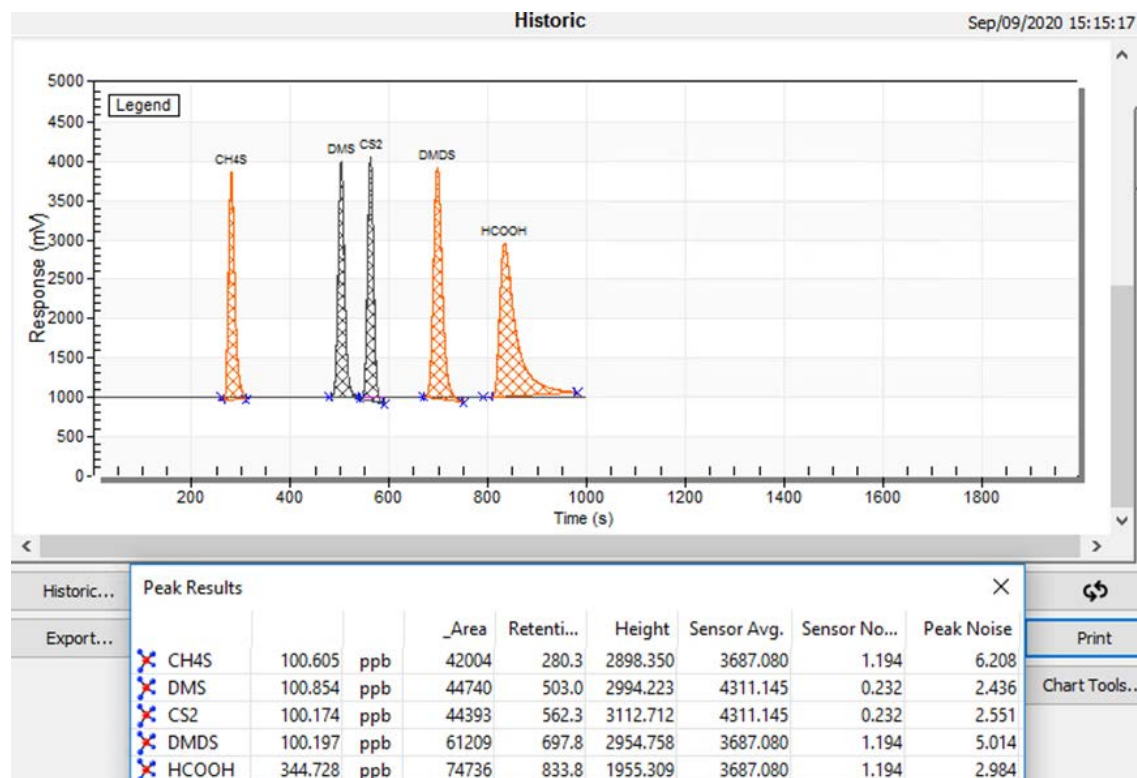 Historic
Sep/09/2020 15:15:17
Legend
5000
4500
4000
3500
3000
2500
2000
1500
1000
500
0
Response (mV)
CH4S
DMS
CS2
DMDS
HCOOH
200 400 600 800 1000 1200 1400 1600 1800
Time (s)
Historic...
Export...
Peak Results
_Area Retenti... Height Sensor Avg. Sensor No... Peak Noise
CH4S 100.605 ppb 42004 280.3 2898.350 3687.080 1.194 6.208
DMS 100.854 ppb 44740 503.0 2994.223 4311.145 0.232 2.436
CS2 100.174 ppb 44393 562.3 3112.712 4311.145 0.232 2.551
DMDS 100.197 ppb 61209 697.8 2954.758 3687.080 1.194 5.014
HCOOH 344.728 ppb 74736 833.8 1955.309 3687.080 1.194 2.984
Print
Chart Tools..